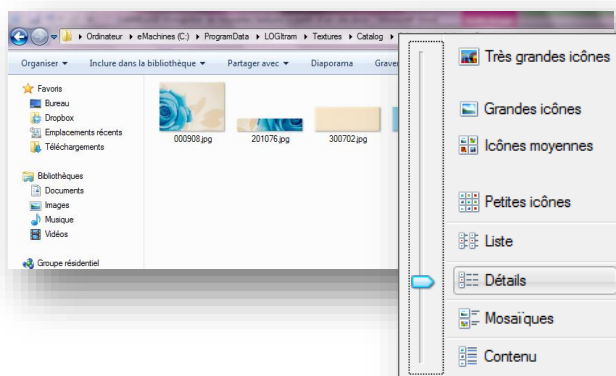 Ordinateur ▸ eMachines (C:) ▸ ProgramData ▸ LOGItram ▸ Textures ▸ Catalog ▸
Organiser ▾ Inclure dans la bibliothèque ▾ Partager avec ▾ Diaporama Graver
Favoris
Bureau
Dropbox
Emplacements récents
Téléchargements
Bibliothèques
Documents
Images
Musique
Vidéos
Groupe résidentiel
000908.jpg 201076.jpg 300702.jpg
Très grandes icônes
Grandes icônes
Icônes moyennes
Petites icônes
Liste
Détails
Mosaïques
Contenu